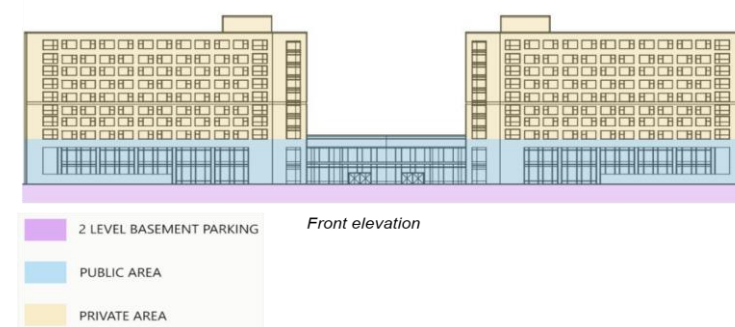 Front elevation
2 LEVEL BASEMENT PARKING
PUBLIC AREA
PRIVATE AREA